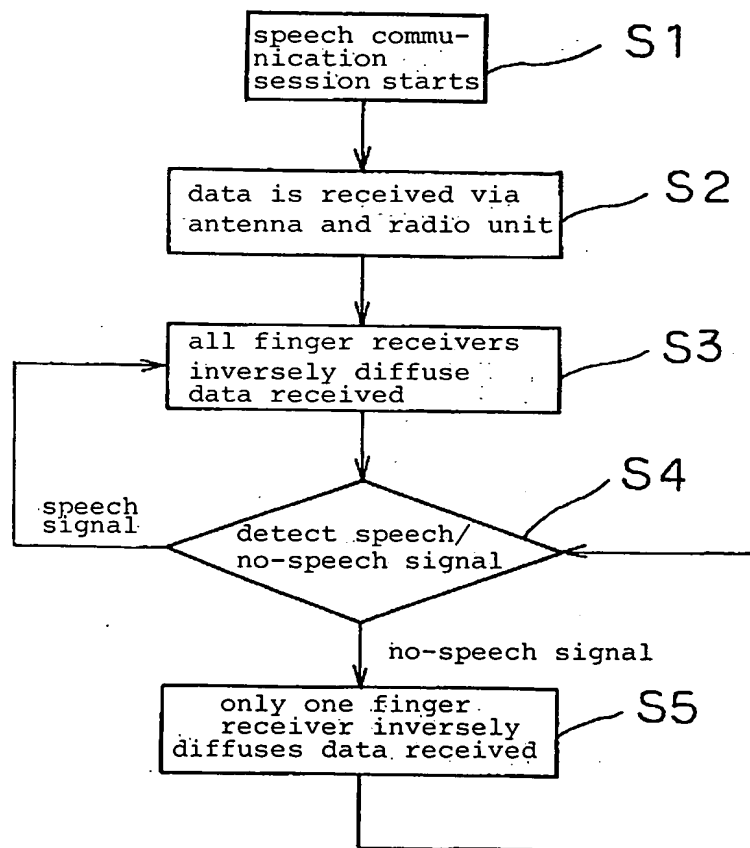 speech commu-
nication
session starts
S1
data is received via
antenna and radio unit
S2
all finger receivers
inversely diffuse
data received
S3
speech
signal
detect speech/
no-speech signal
S4
no-speech signal
only one finger
receiver inversely
diffuses data received
S5